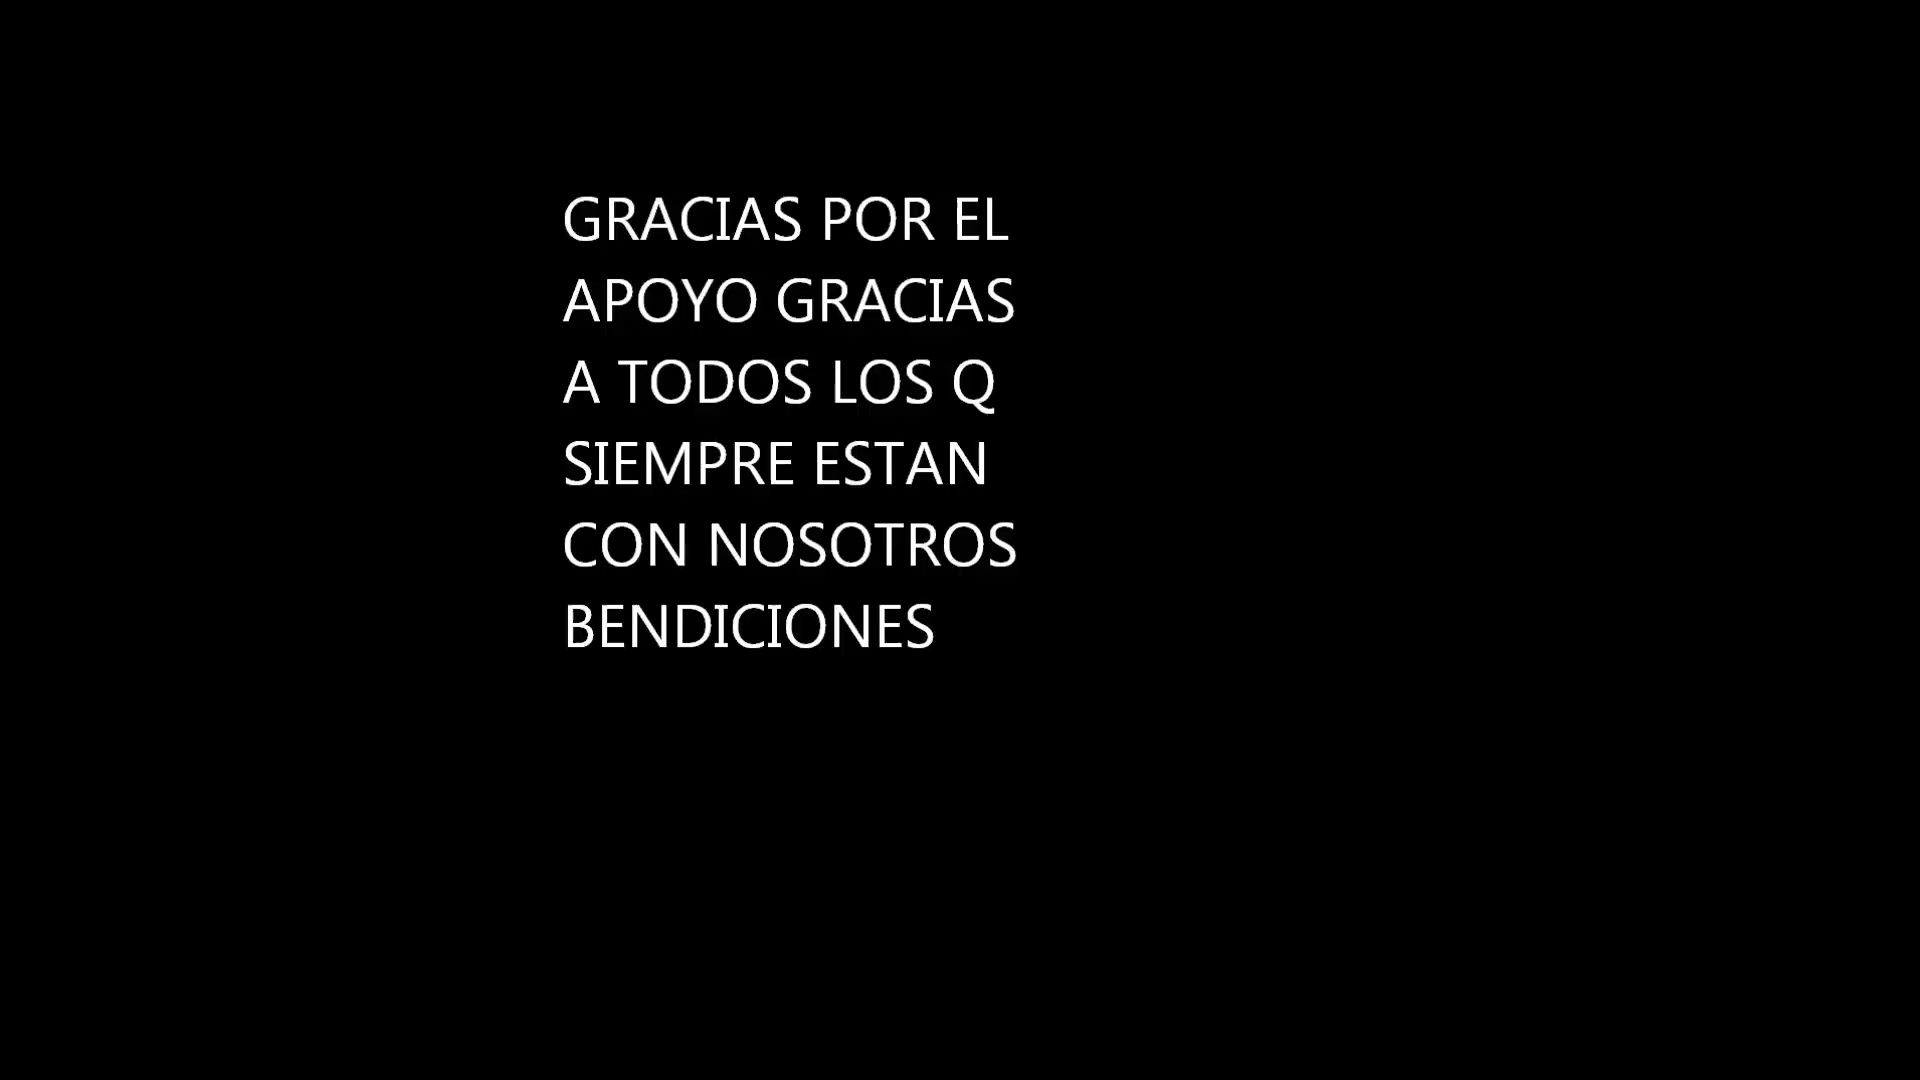 GRACIAS POR EL
APOYO GRACIAS
A TODOS LOS Q
SIEMPRE ESTAN
CON NOSOTROS
BENDICIONES